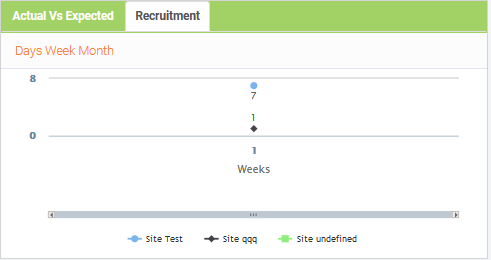 Actual Vs Expected Recruitment
Days Week Month
8
7
1
0
1
Weeks
Site Test Site qqq Site undefined